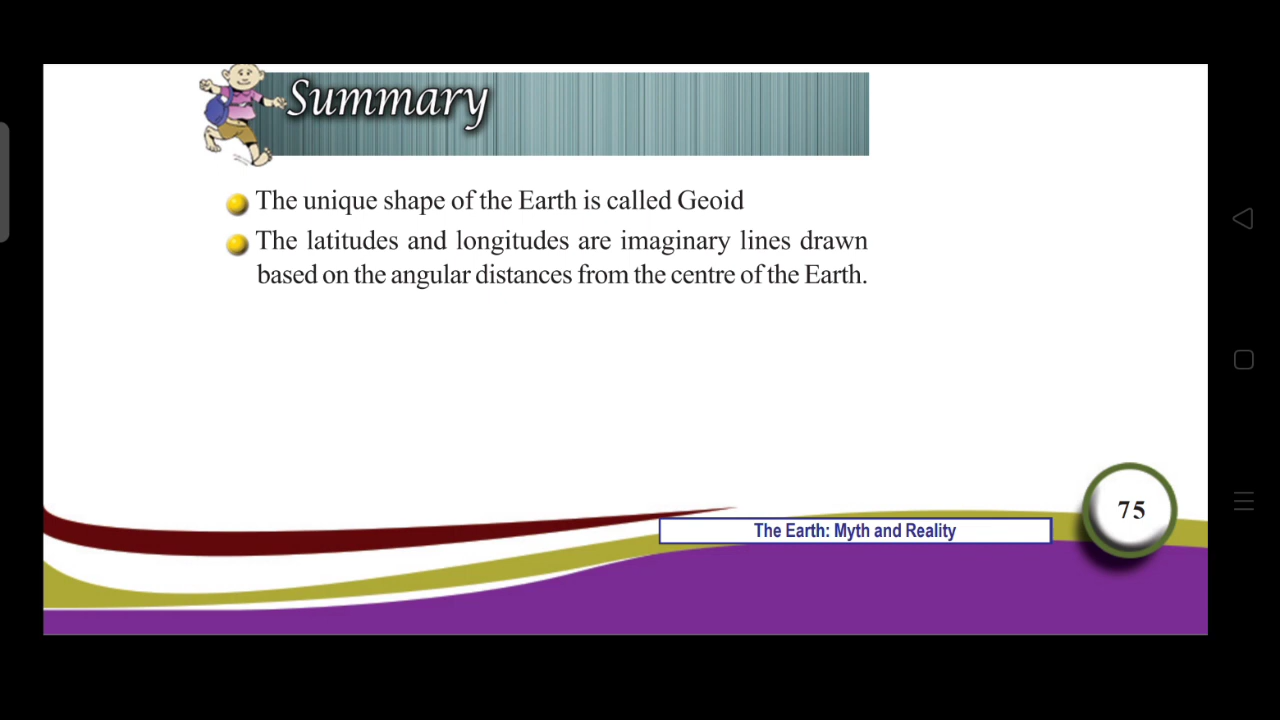 Summary
The unique shape of the Earth is called Geoid
The latitudes and longitudes are imaginary lines drawn
based on the angular distances from the centre of the Earth.
75
The Earth: Myth and Reality